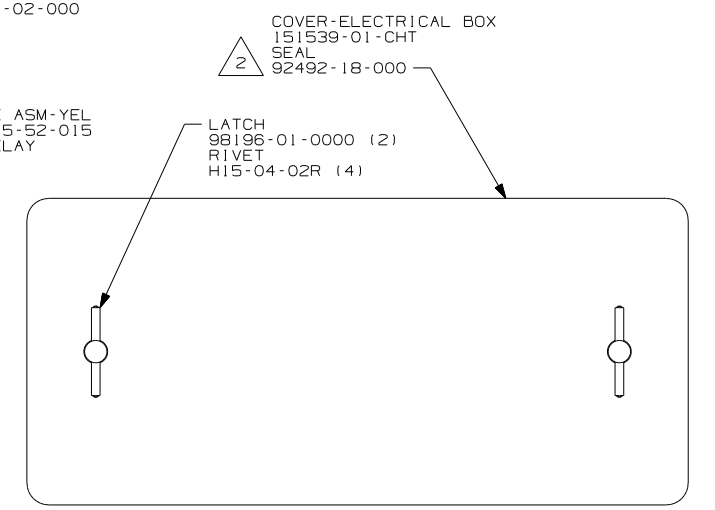 -02-000
COVER-ELECTRICAL BOX
151539-01-CHT
SEAL
92492-18-000
2
ASM-YEL
5-52-015
LATCH
98196-01-0000 (2)
RIVET
H15-04-02R (4)